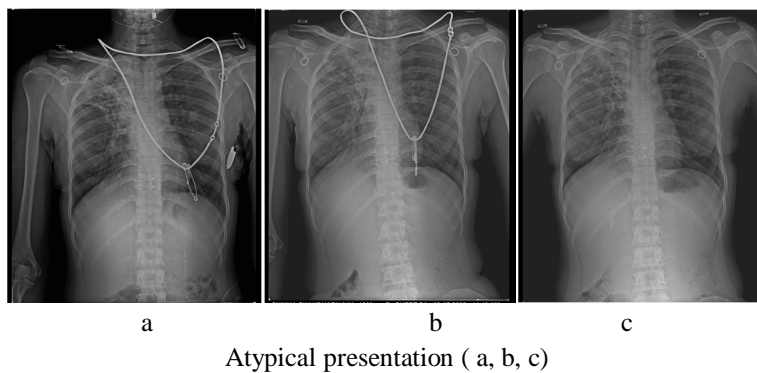 a b c
Atypical presentation ( a, b, c)